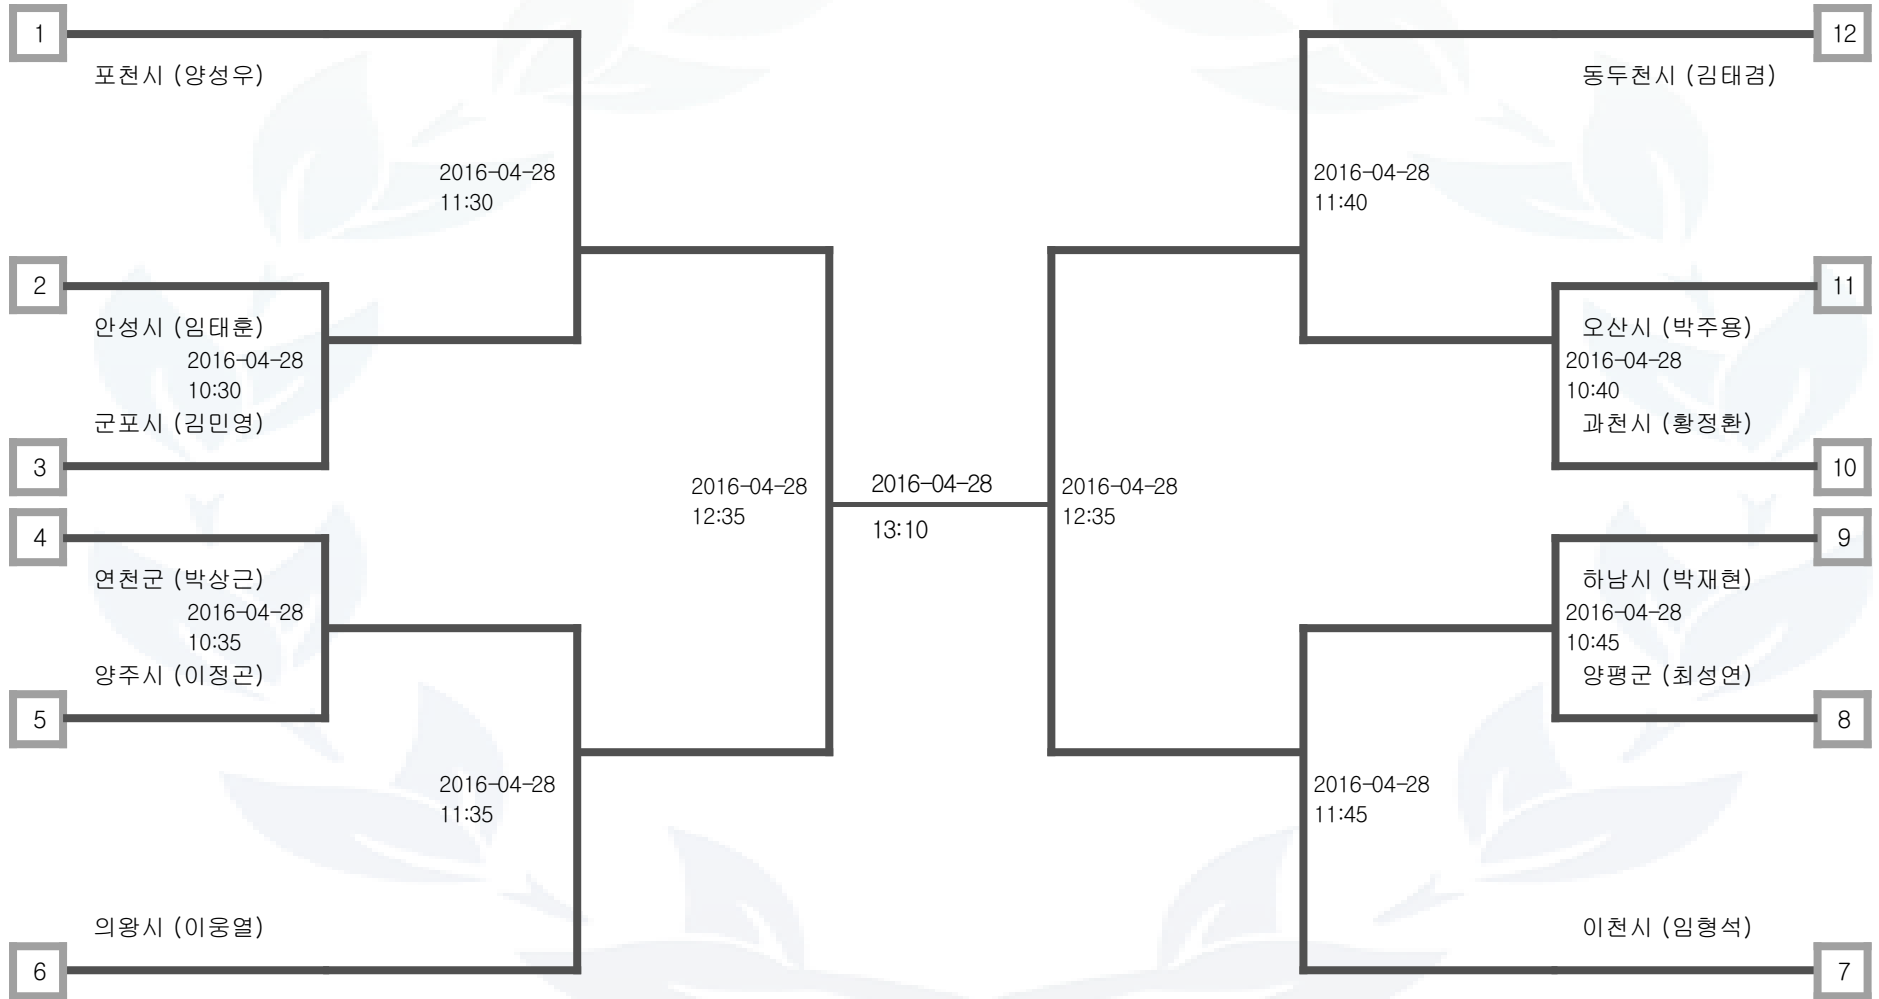 1
포천시 (양성우)
2016-04-28
11:30
2
안성시 (임태훈)
2016-04-28
10:30
군포시 (김민영)
3
4
연천군 (박상근)
2016-04-28
10:35
양주시 (이정곤)
5
2016-04-28
11:35
의왕시 (이웅열)
6
2016-04-28
12:35
2016-04-28
13:10
2016-04-28
12:35
12
동두천시 (김태겸)
2016-04-28
11:40
11
오산시 (박주용)
2016-04-28
10:40
과천시 (황정환)
10
9
하남시 (박재현)
2016-04-28
10:45
양평군 (최성연)
8
2016-04-28
11:45
이천시 (임형석)
7